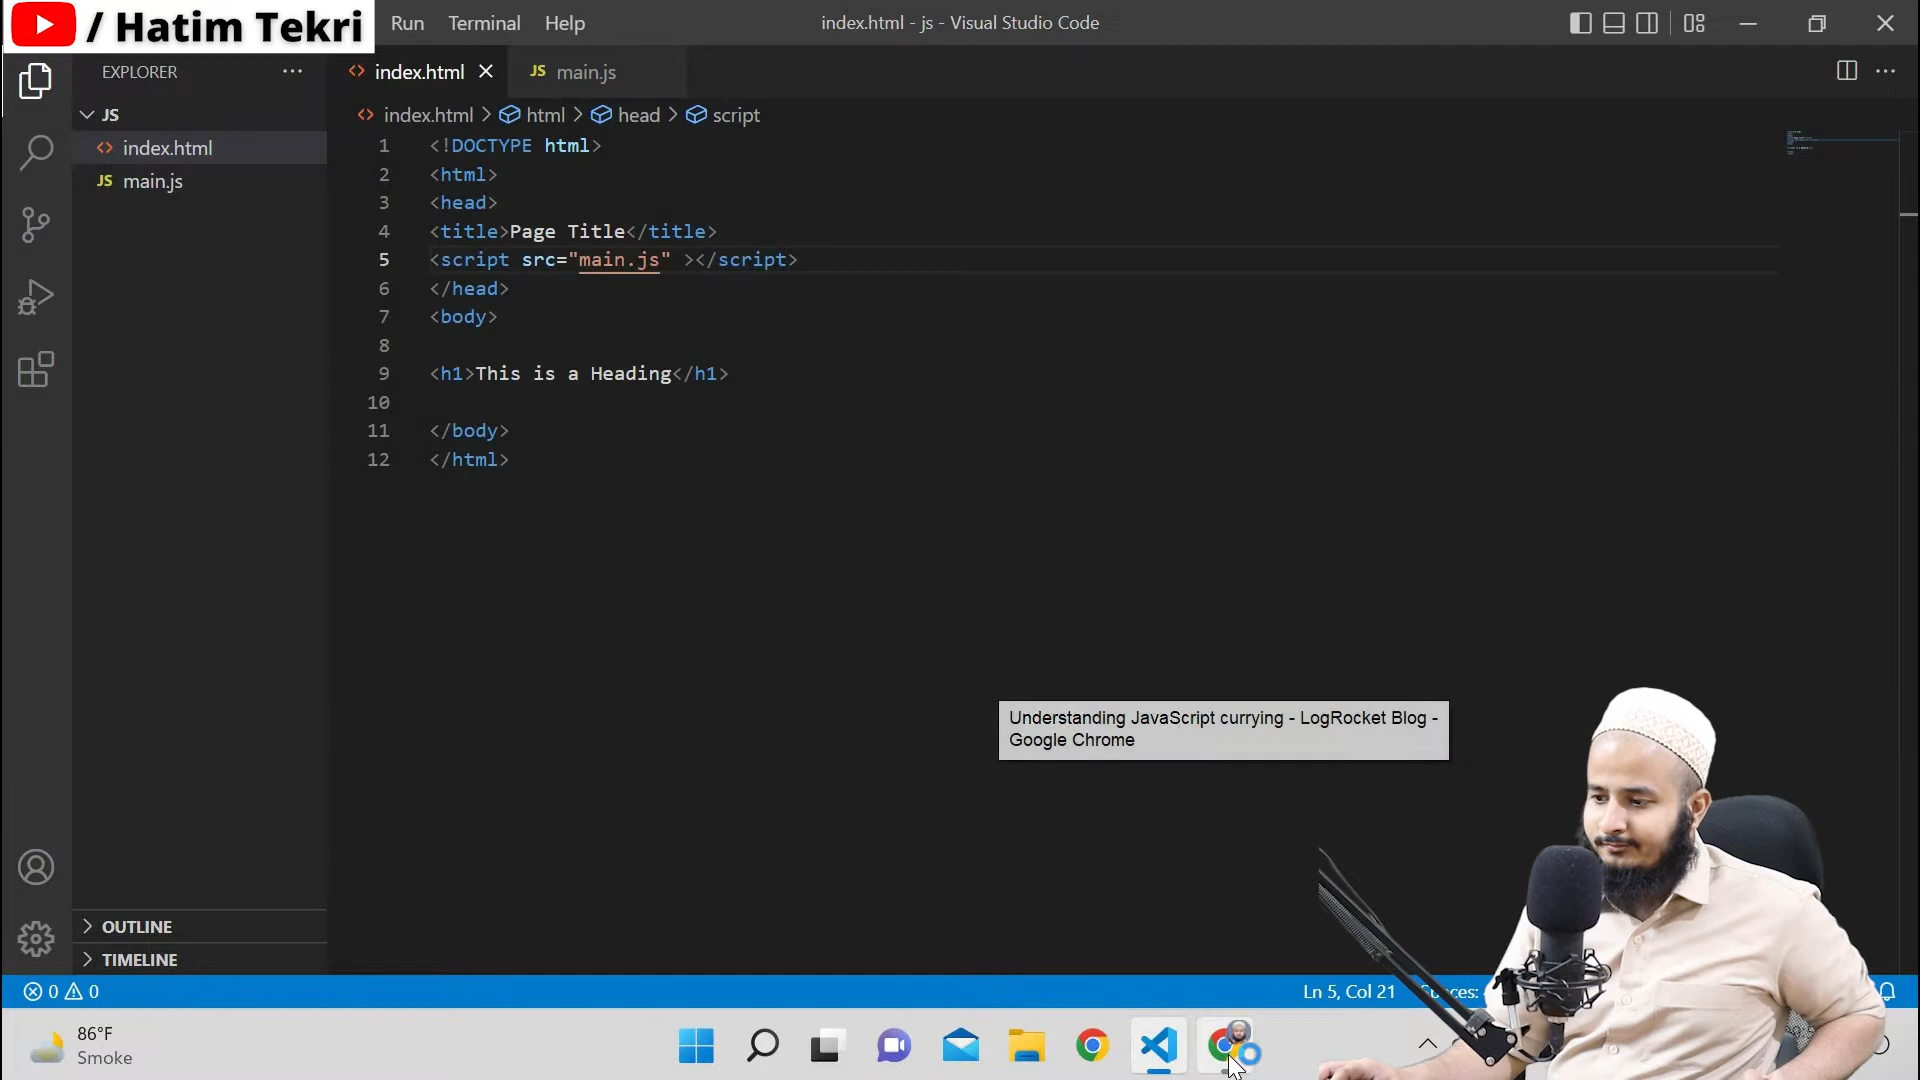 / Hatim Tekri
Run Terminal Help
index.html - js - Visual Studio Code
EXPLORER
index.html
JS main.js
JS
index.html
JS main.js
index.html > html > head > script
1 <!DOCTYPE html>
2 <html>
3 <head>
4 <title>Page Title</title>
5 <script src="main.js" ></script>
6 </head>
7 <body>
8
9 <h1>This is a Heading</h1>
10
11 </body>
12 </html>
Understanding JavaScript currying - LogRocket Blog -
Google Chrome
OUTLINE
TIMELINE
0 0
Ln 5, Col 21
86°F
Smoke